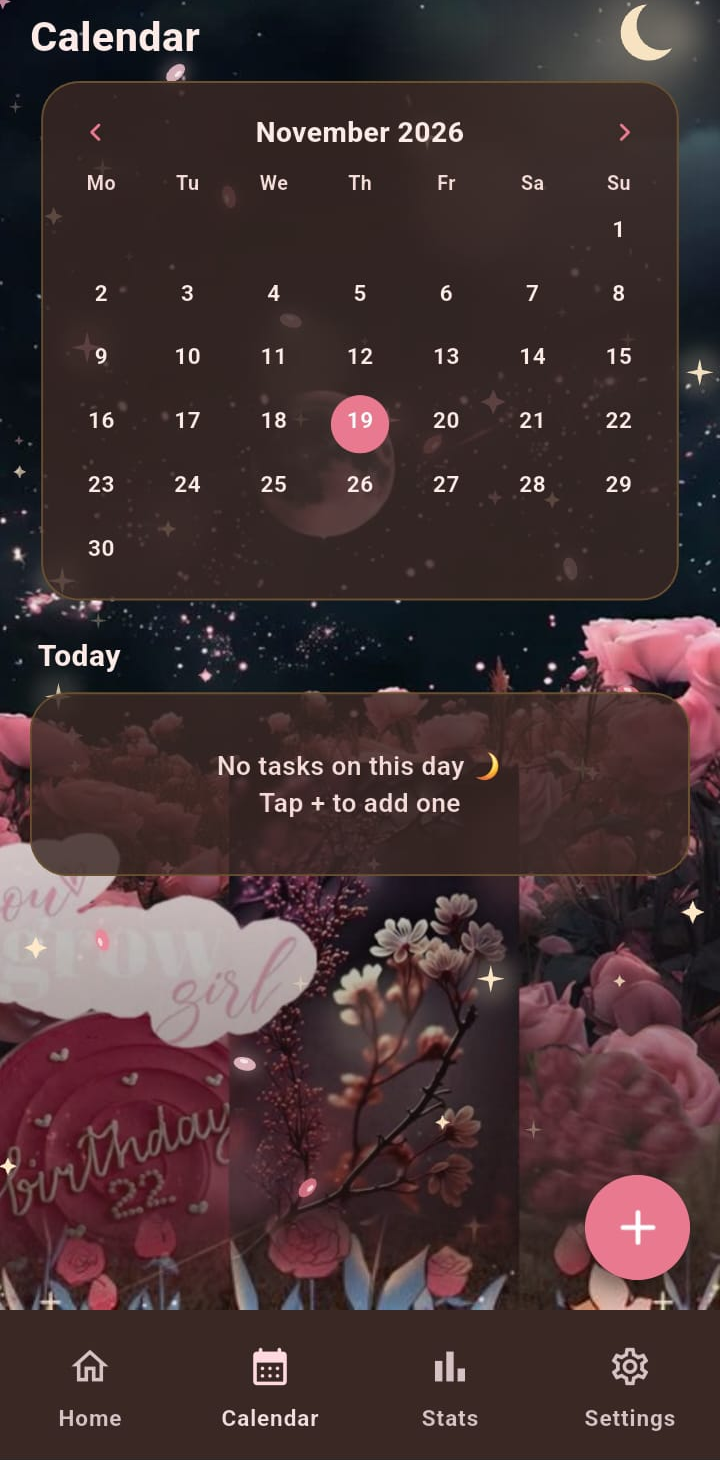 Calendar
November 2026
Mo Tu We Th Fr Sa Su
1
2 3 4 5 6 7 8
9 10 11 12 13 14 15
16 17 18 19 20 21 22
23 24 25 26 27 28 29
30
Today
No tasks on this day 🌙
Tap + to add one
ou
grow
girl
birthday
22.
Home Calendar Stats Settings